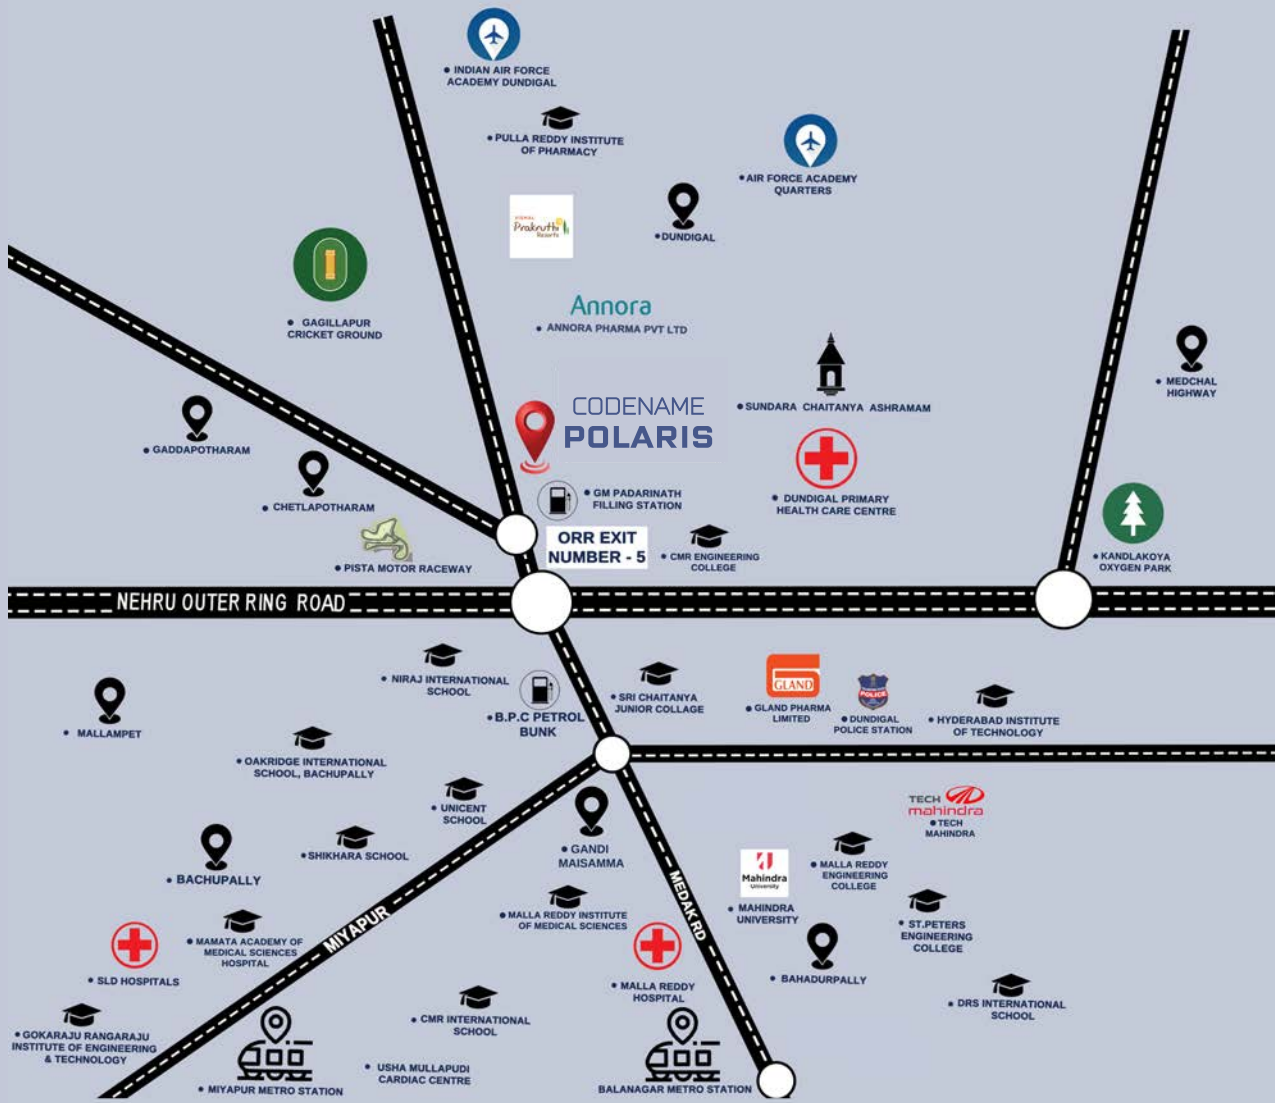 INDIAN AIR FORCE
ACADEMY DUNDIGAL
PULLA REDDY INSTITUTE
OF PHARMACY
AIR FORCE ACADEMY
QUARTERS
Prakruthi
Resorts
DUNDIGAL
GAGILLAPUR
CRICKET GROUND
Annora
ANNORA PHARMA PVT LTD
MEDCHAL
HIGHWAY
CODENAME
POLARIS
SUNDARA CHAITANYA ASHRAMAM
GADDAPOTHARAM
CHETLAPOTHARAM
GM PADARINATH
FILLING STATION
DUNDIGAL PRIMARY
HEALTH CARE CENTRE
ORR EXIT
NUMBER - 5
CMR ENGINEERING
COLLEGE
KANDLAKOYA
OXYGEN PARK
PISTA MOTOR RACEWAY
NEHRU OUTER RING ROAD
NIRAJ INTERNATIONAL
SCHOOL
SRI CHAITANYA
JUNIOR COLLAGE
GLAND
GLAND PHARMA
LIMITED
POLICE
DUNDIGAL
POLICE STATION
HYDERABAD INSTITUTE
OF TECHNOLOGY
MALLAMPET
B.P.C PETROL
BUNK
OAKRIDGE INTERNATIONAL
SCHOOL, BACHUPALLY
UNICENT
SCHOOL
TECH
mahindra
TECH
MAHINDRA
SHIKHARA SCHOOL
GANDI
MAISAMMA
MALLA REDDY
ENGINEERING
COLLEGE
BACHUPALLY
Mahindra
University
MAHINDRA
UNIVERSITY
MEDAK RD
MALLA REDDY INSTITUTE
OF MEDICAL SCIENCES
ST.PETERS
ENGINEERING
COLLEGE
MIYAPUR
MAMATA ACADEMY OF
MEDICAL SCIENCES
HOSPITAL
SLD HOSPITALS
MALLA REDDY
HOSPITAL
BAHADURPALLY
DRS INTERNATIONAL
SCHOOL
CMR INTERNATIONAL
SCHOOL
GOKARAJU RANGARAJU
INSTITUTE OF ENGINEERING
& TECHNOLOGY
MIYAPUR METRO STATION
USHA MULLAPUDI
CARDIAC CENTRE
BALANAGAR METRO STATION